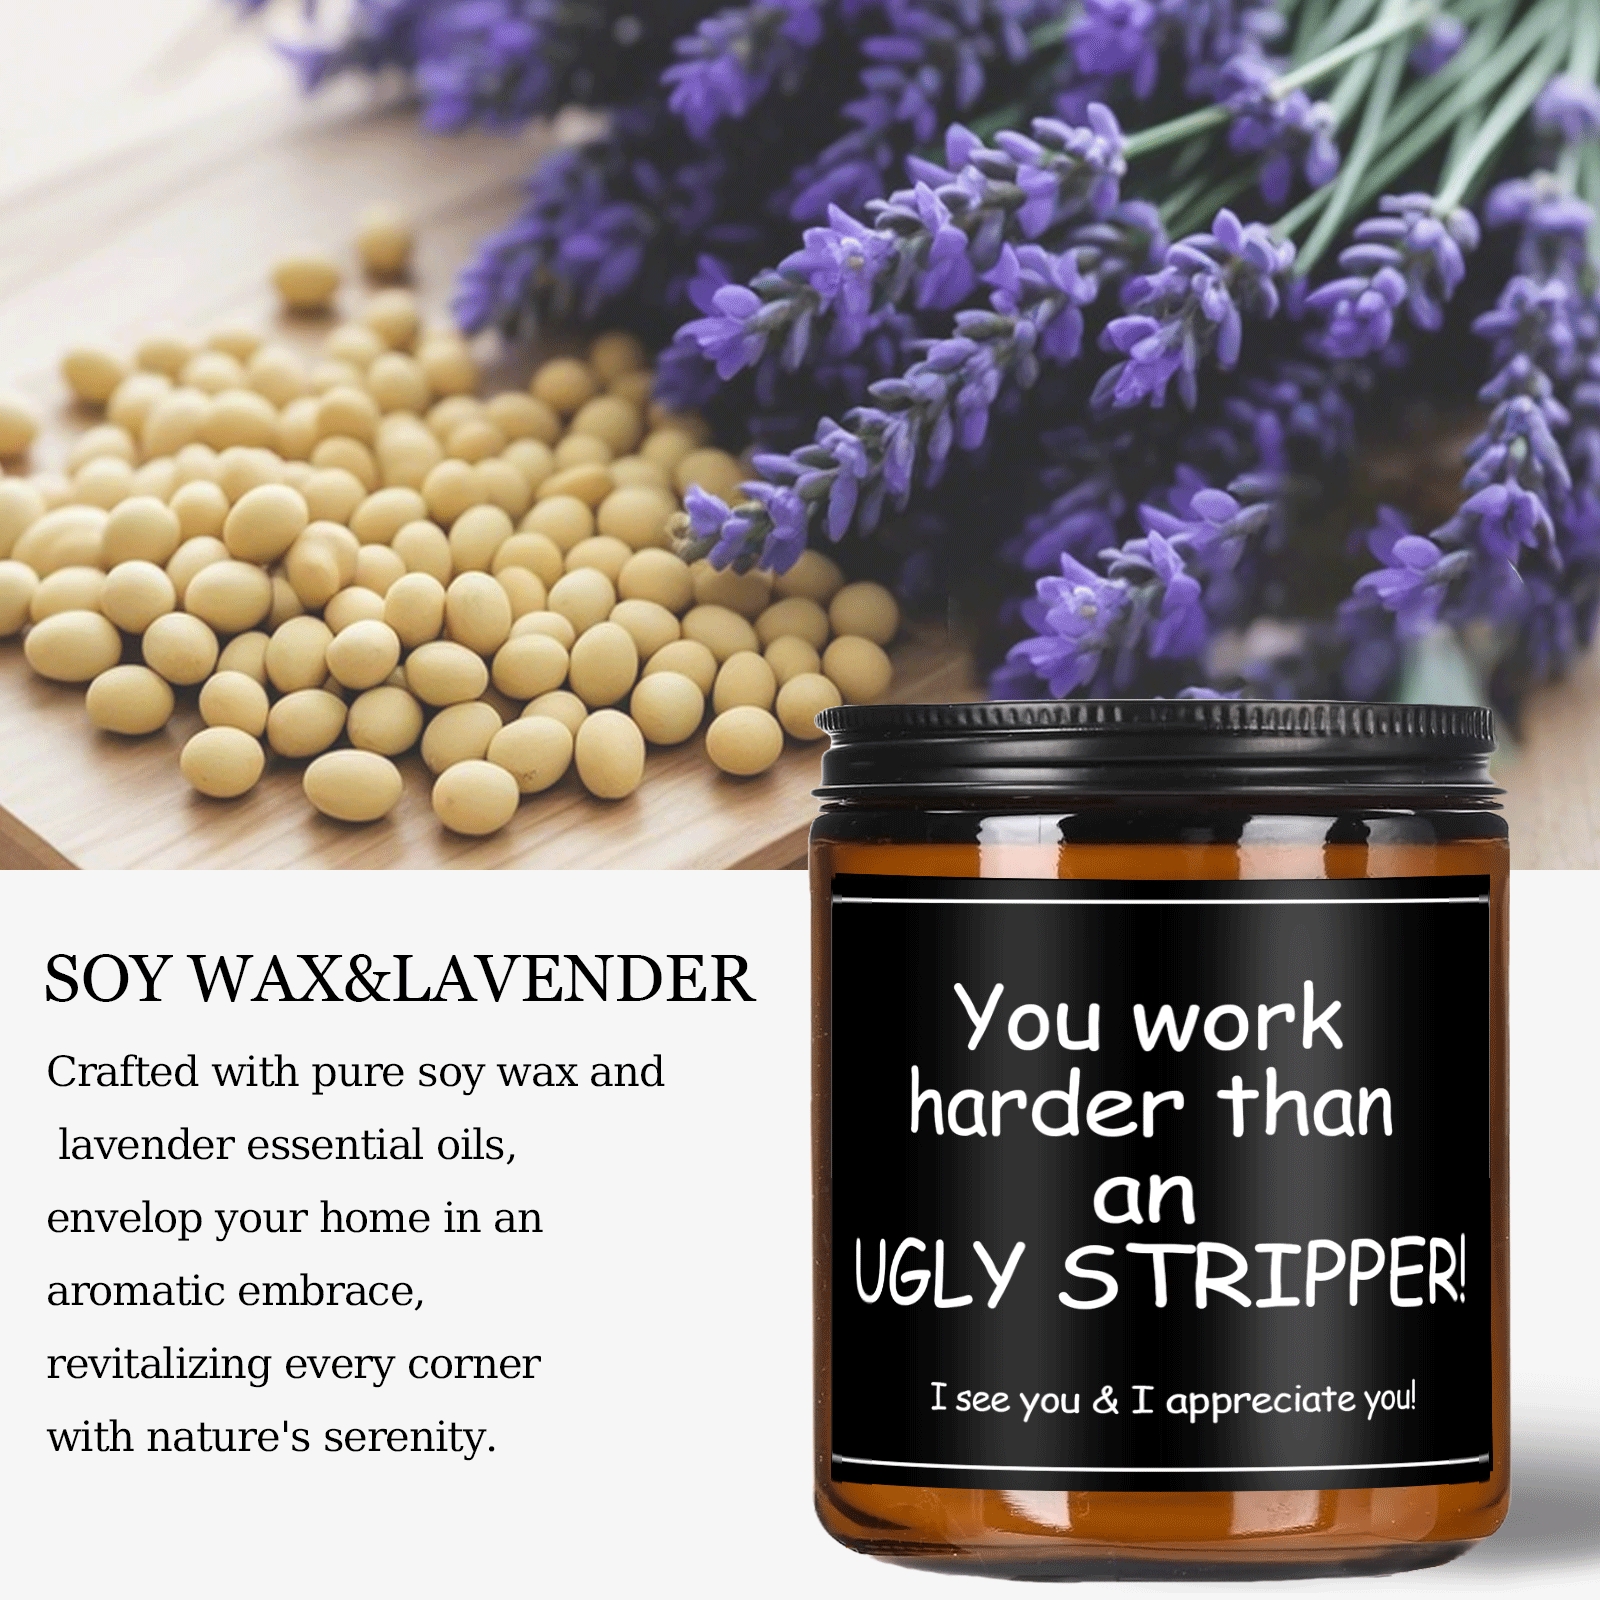 SOY WAX&LAVENDER
Crafted with pure soy wax and
lavender essential oils,
envelop your home in an
aromatic embrace,
revitalizing every corner
with nature's serenity.
You work
harder than
an
UGLY STRIPPER!
I see you & I appreciate you!